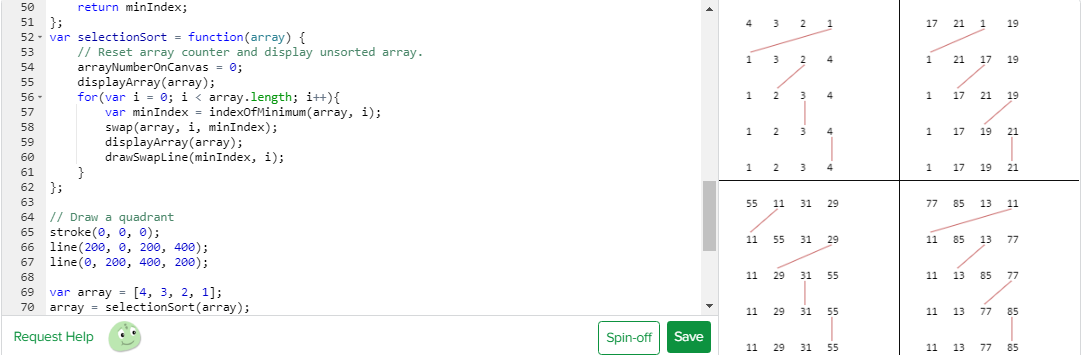 50 return minIndex;
51 };
52 var selectionSort = function(array) {
53 // Reset array counter and display unsorted array.
54 arrayNumberOnCanvas = 0;
55 displayArray(array);
56 for(var i = 0; i < array.length; i++){
57 var minIndex = indexOfMinimum(array, i);
58 swap(array, i, minIndex);
59 displayArray(array);
60 drawSwapLine(minIndex, i);
61 }
62 };
63
64 // Draw a quadrant
65 stroke(0, 0, 0);
66 line(200, 0, 200, 400);
67 line(0, 200, 400, 200);
68
69 var array = [4, 3, 2, 1];
70 array = selectionSort(array);
Request Help
Spin-off
Save
4 3 2 1
1 3 2 4
1 2 3 4
1 2 3 4
1 2 3 4
17 21 1 19
1 21 17 19
1 17 21 19
1 17 19 21
1 17 19 21
55 11 31 29
11 55 31 29
11 29 31 55
11 29 31 55
11 29 31 55
77 85 13 11
11 85 13 77
11 13 85 77
11 13 77 85
11 13 77 85